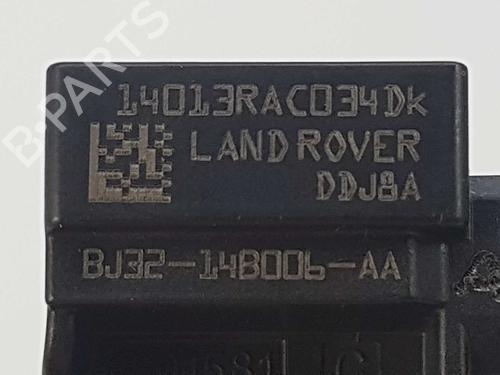 14013RAC034DK
LAND ROVER
DDJ8A
BJ32-14B006-AA
B-PARTS